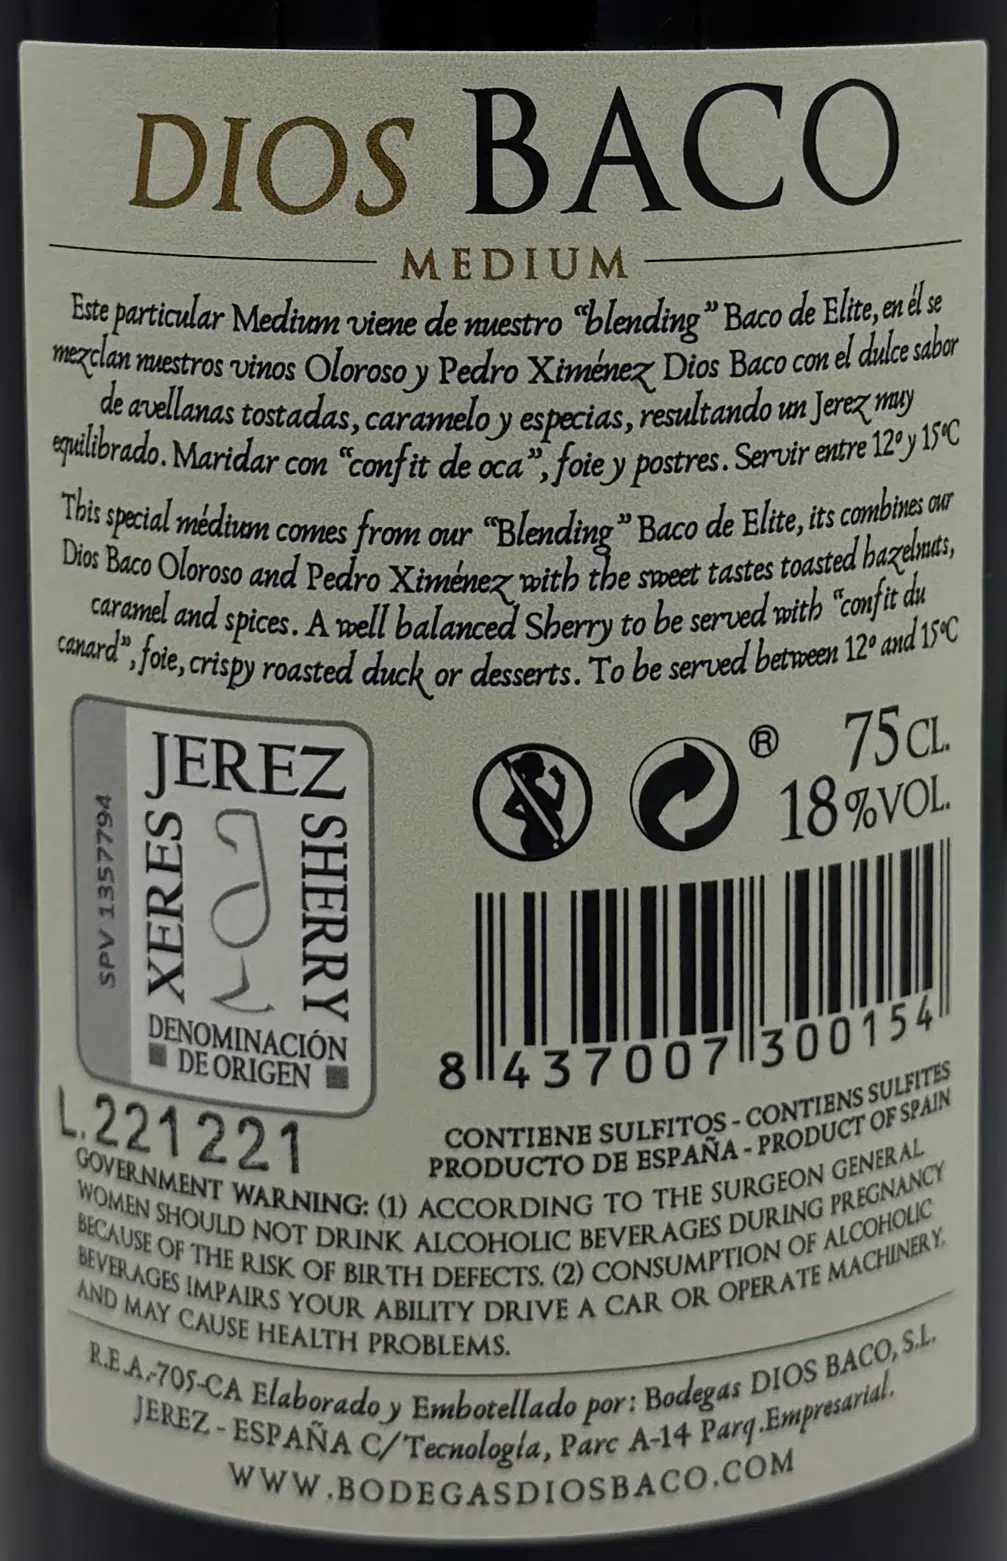 DIOS BACO
MEDIUM
Este particular Medium viene de nuestro “blending” Baco de Elite, en él se
mezclan nuestros vinos Oloroso y Pedro Ximénez Dios Baco con el dulce sabor
de avellanas tostadas, caramelo y especias, resultando un Jerez muy
equilibrado. Maridar con “confit de oca”, foie y postres. Servir entre 12º y 15ºC
This special médium comes from our “Blending” Baco de Elite, its combines our
Dios Baco Oloroso and Pedro Ximénez with the sweet tastes toasted hazelnuts,
caramel and spices. A well balanced Sherry to be served with “confit du
canard”, foie, crispy roasted duck or desserts. To be served between 12º and 15ºC
SPV 1357794
JEREZ
XERES
SHERRY
DENOMINACIÓN
DE ORIGEN
®
75CL.
18%VOL.
8 437007 300154
L.221221
CONTIENE SULFITOS - CONTIENS SULFITES
PRODUCTO DE ESPAÑA - PRODUCT OF SPAIN
GOVERNMENT WARNING: (1) ACCORDING TO THE SURGEON GENERAL
WOMEN SHOULD NOT DRINK ALCOHOLIC BEVERAGES DURING PREGNANCY
BECAUSE OF THE RISK OF BIRTH DEFECTS. (2) CONSUMPTION OF ALCOHOLIC
BEVERAGES IMPAIRS YOUR ABILITY DRIVE A CAR OR OPERATE MACHINERY,
AND MAY CAUSE HEALTH PROBLEMS.
R.E.A.-705-CA Elaborado y Embotellado por: Bodegas DIOS BACO, S.L.
JEREZ - ESPAÑA C/Tecnología, Parc A-14 Parq.Empresarial.
WWW.BODEGASDIOSBACO.COM